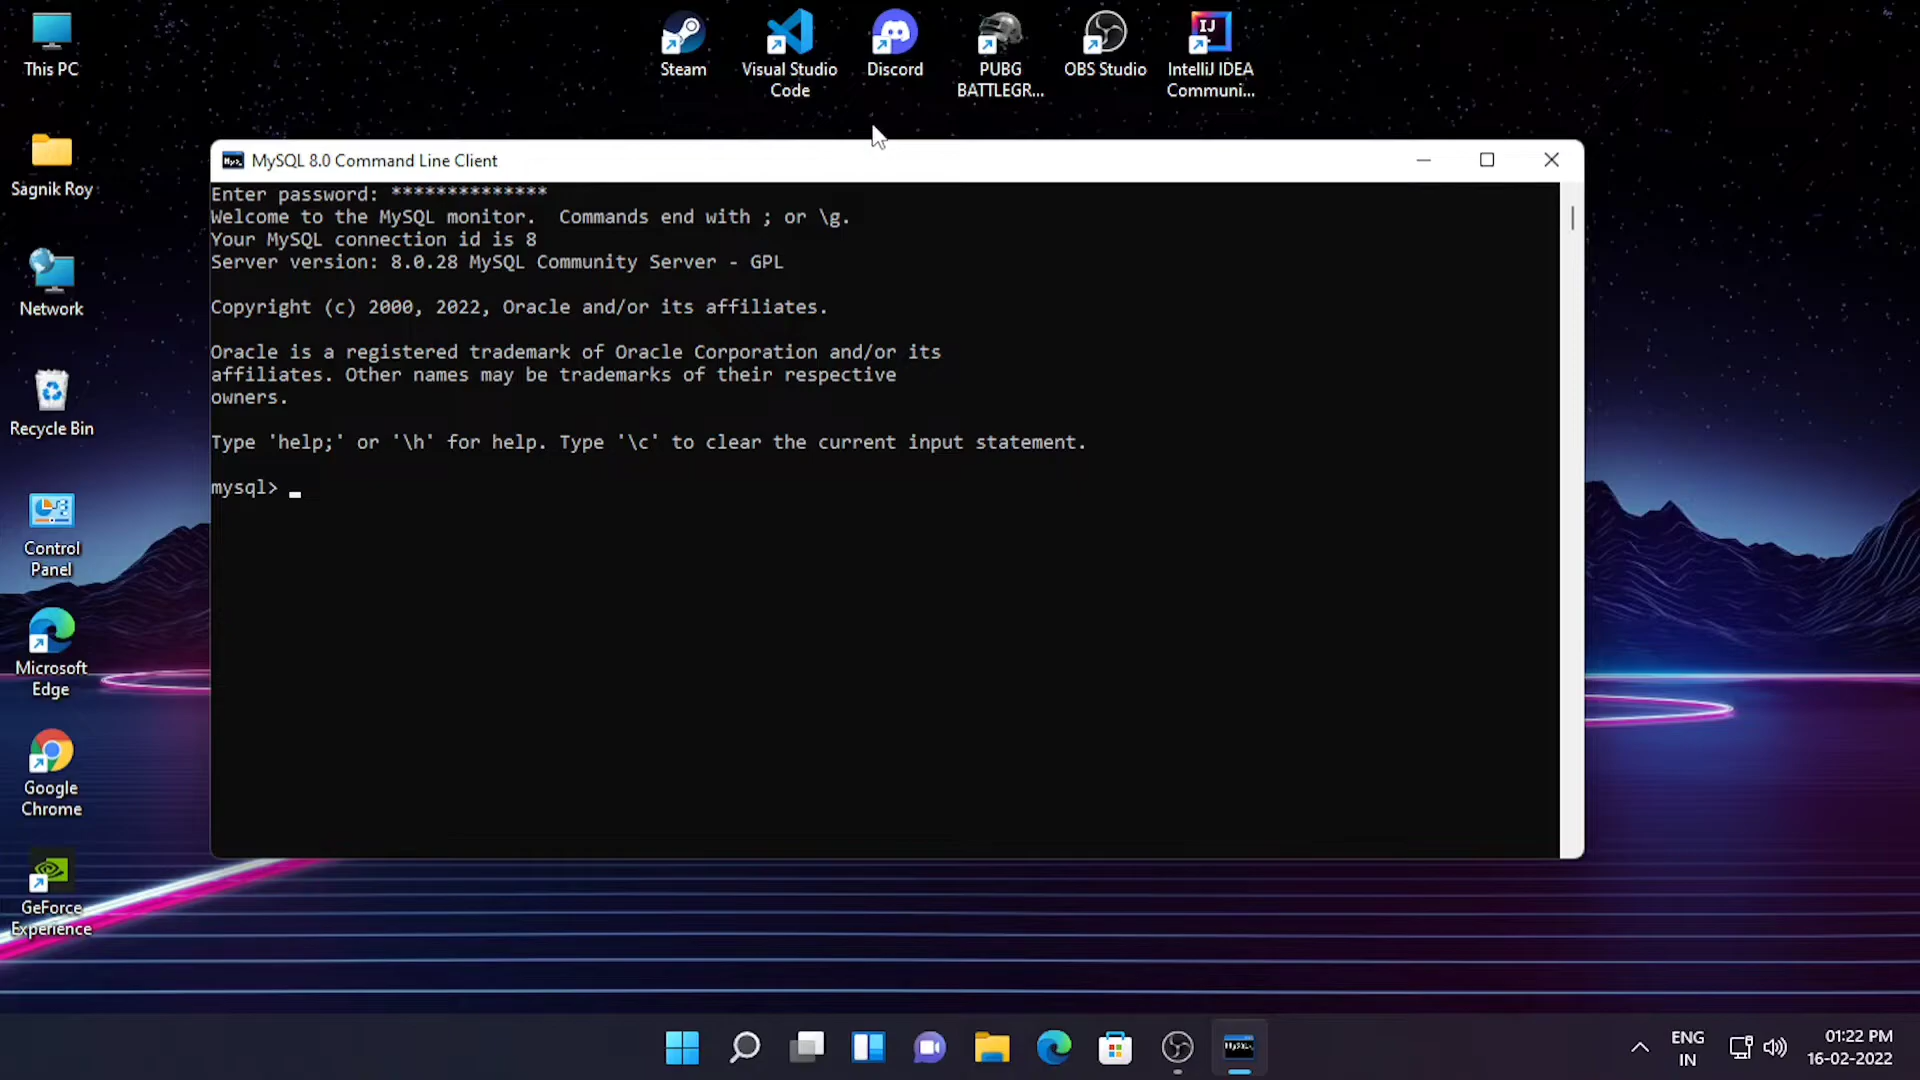 This PC
Sagnik Roy
Network
Recycle Bin
Control
Panel
Microsoft
Edge
Google
Chrome
GeForce
Experience
Steam
Visual Studio
Code
Discord
PUBG
BATTLEGR...
OBS Studio
IJ
IntelliJ IDEA
Communi...
MySQL 8.0 Command Line Client
Enter password: **************
Welcome to the MySQL monitor.  Commands end with ; or \g.
Your MySQL connection id is 8
Server version: 8.0.28 MySQL Community Server - GPL
Copyright (c) 2000, 2022, Oracle and/or its affiliates.
Oracle is a registered trademark of Oracle Corporation and/or its
affiliates. Other names may be trademarks of their respective
owners.
Type 'help;' or '\h' for help. Type '\c' to clear the current input statement.
mysql>
ENG
IN
01:22 PM
16-02-2022